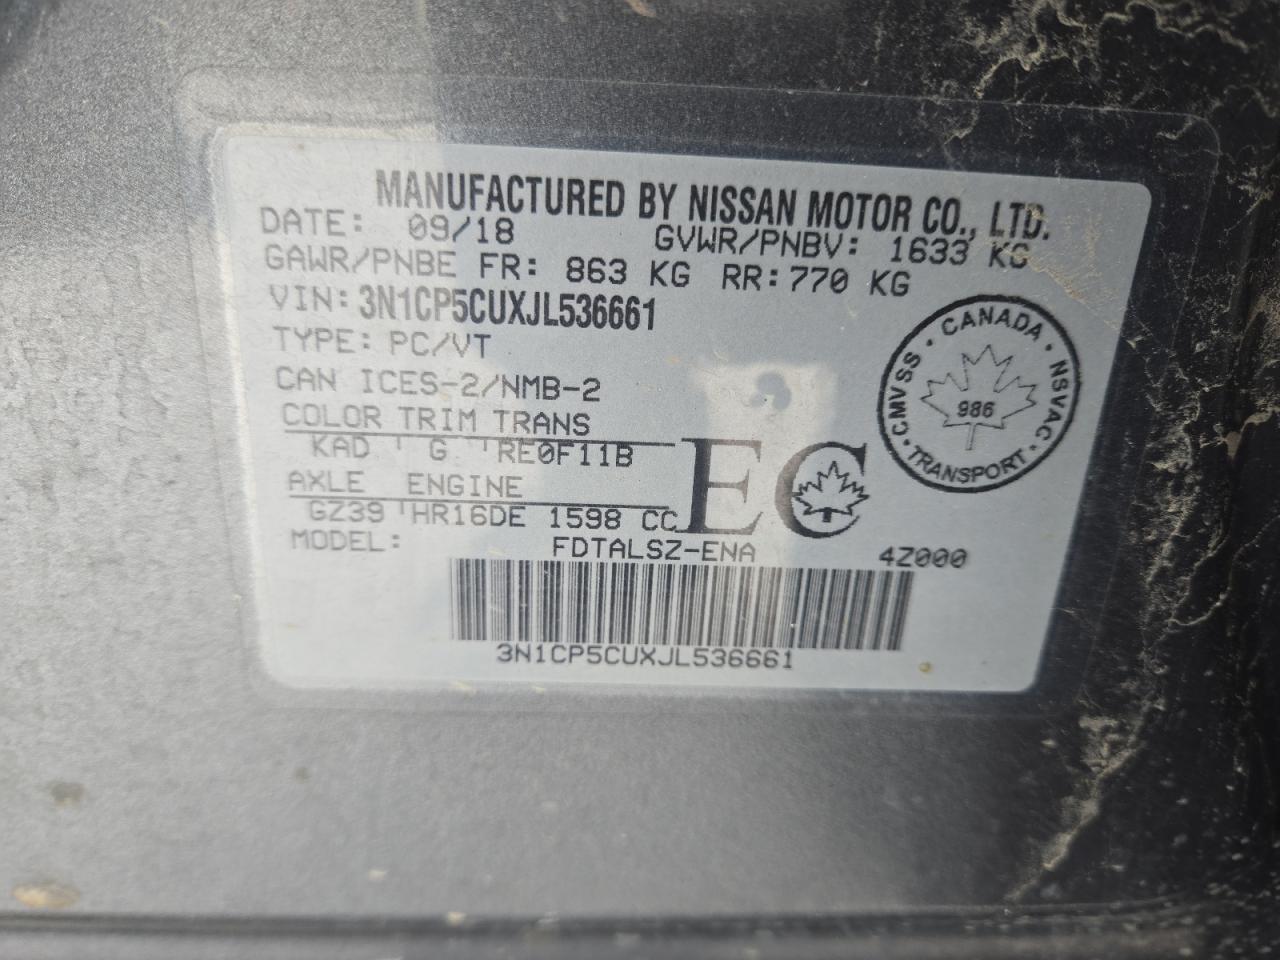 MANUFACTURED BY NISSAN MOTOR CO., LTD.
DATE: 09/18 GVWR/PNBV: 1633 KG
GAWR/PNBE FR: 863 KG RR: 770 KG
VIN: 3N1CP5CUXJL536661
TYPE: PC/VT
CAN ICES-2/NMB-2
COLOR TRIM TRANS
KAD ' G ' RE0F11B
AXLE ENGINE
GZ39 ' HR16DE 1598 CC
EC
MODEL: FDTALSZ-ENA 4Z000
3N1CP5CUXJL536661
CANADA · NSVAC · TRANSPORT · CMVSS ·
986